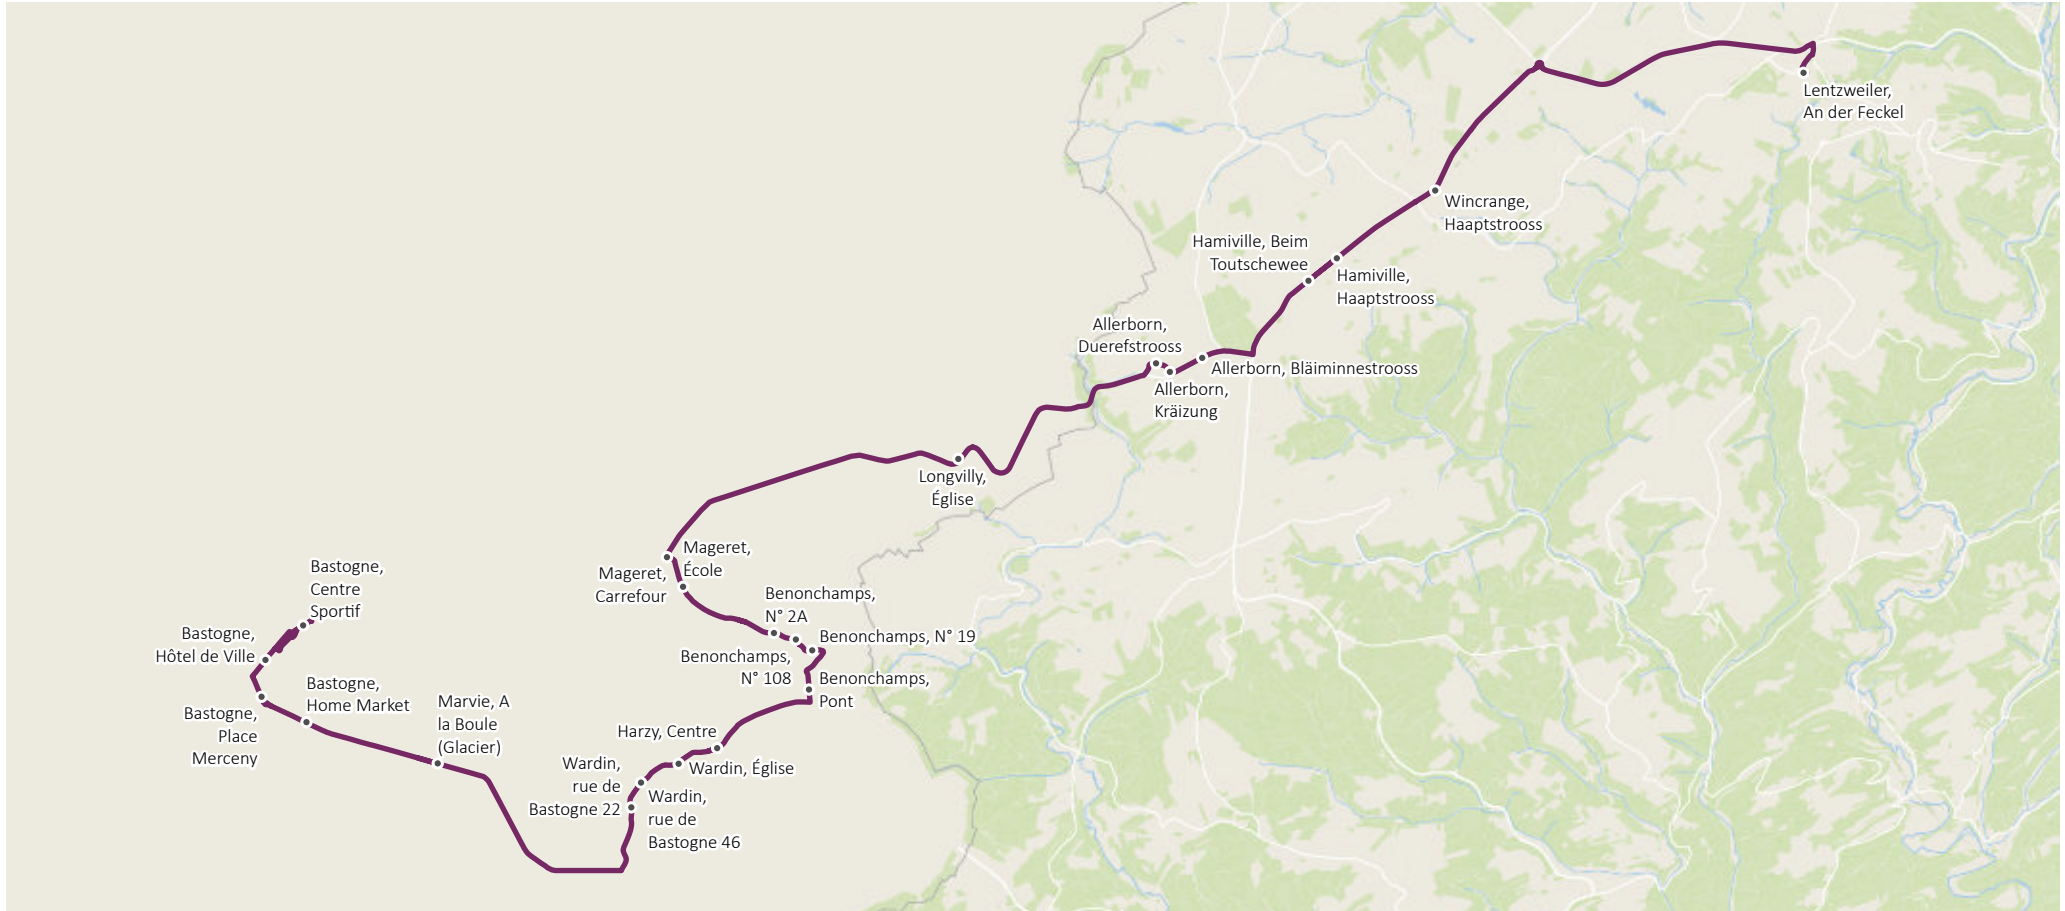 Lentzweiler,
An der Feckel
Wincrange,
Haaptstrooss
Hamiville, Beim
Toutschewee
Hamiville,
Haaptstrooss
Allerborn,
Duerefstrooss
Allerborn, Bläiminnestrooss
Allerborn,
Kräizung
Longvilly,
Église
Mageret,
École
Mageret,
Carrefour
Benonchamps,
N° 2A
Benonchamps, N° 19
Benonchamps,
N° 108
Benonchamps,
Pont
Harzy, Centre
Wardin, Église
Wardin,
rue de
Bastogne 22
Wardin,
rue de
Bastogne 46
Marvie, A
la Boule
(Glacier)
Bastogne,
Home Market
Bastogne,
Place
Merceny
Bastogne,
Hôtel de Ville
Bastogne,
Centre
Sportif